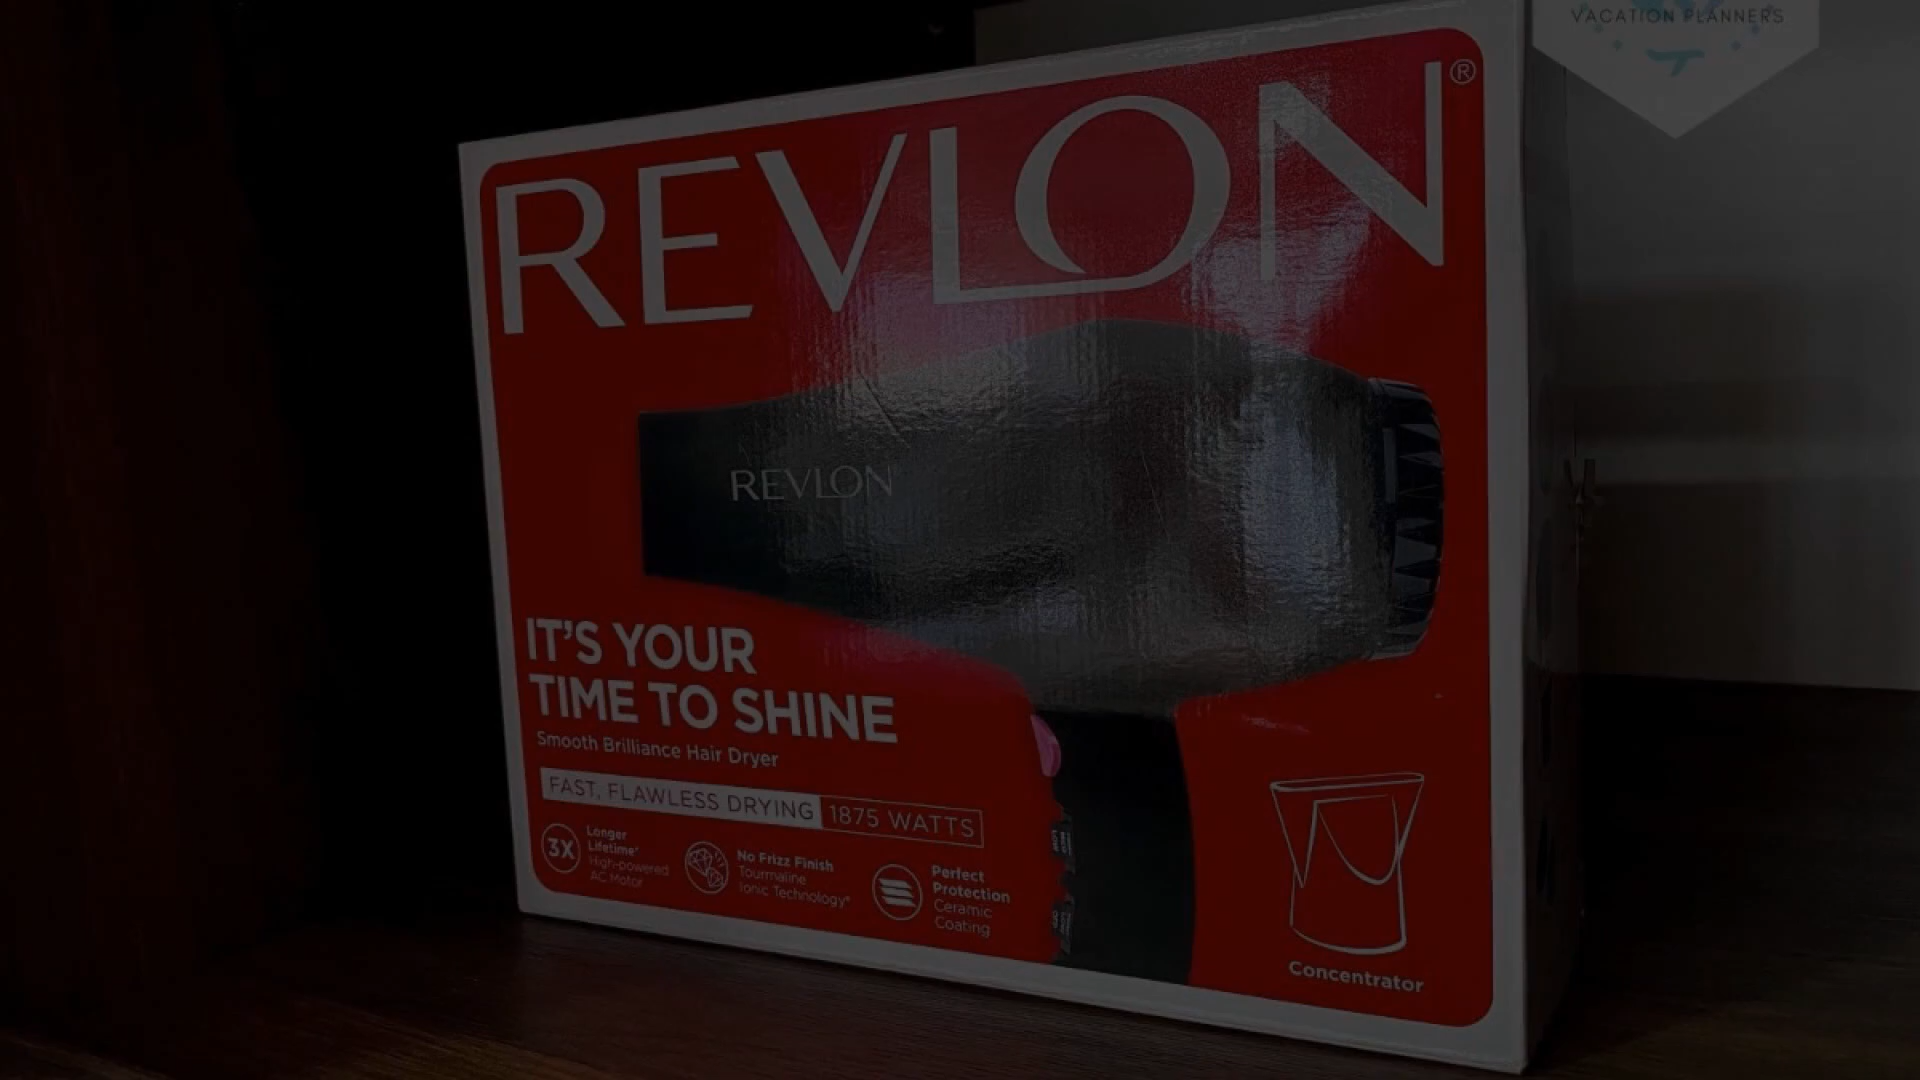 VACATION PLANNERS
REVLON®
REVLON
IT'S YOUR
TIME TO SHINE
Smooth Brilliance Hair Dryer
FAST, FLAWLESS DRYING 1875 WATTS
3X
Longer
Lifetime*
High-powered
AC Motor
No Frizz Finish
Tourmaline
Ionic Technology*
Perfect
Protection
Ceramic
Coating
Concentrator